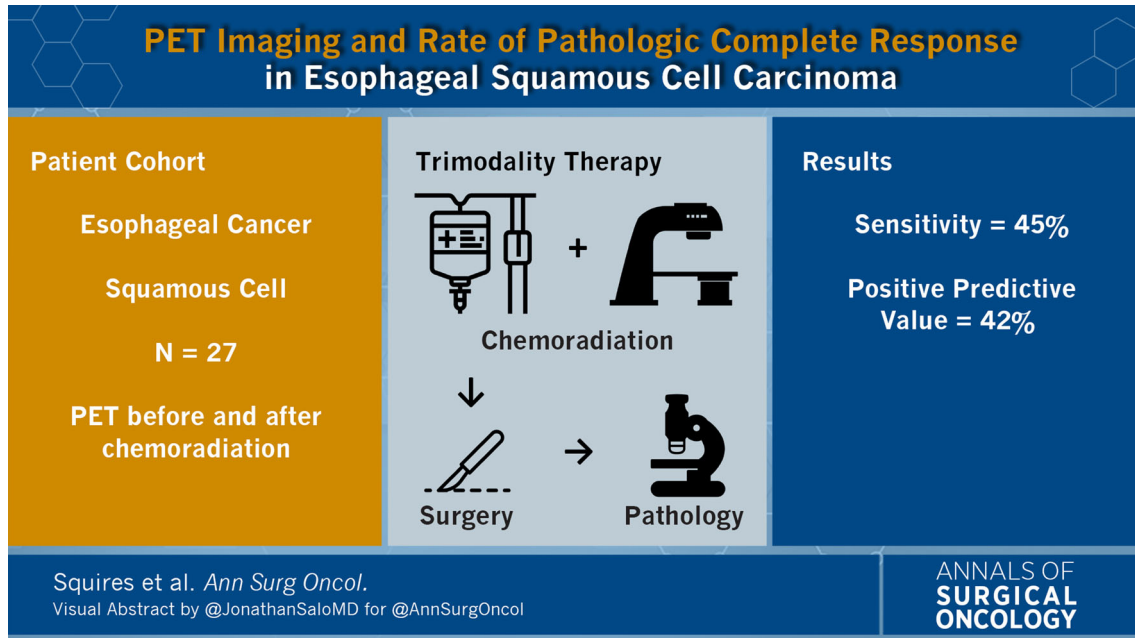 PET Imaging and Rate of Pathologic Complete Response
in Esophageal Squamous Cell Carcinoma
Patient Cohort
Esophageal Cancer
Squamous Cell
N = 27
PET before and after
chemoradiation
Trimodality Therapy
+
Chemoradiation
Surgery
Pathology
Results
Sensitivity = 45%
Positive Predictive
Value = 42%
Squires et al. Ann Surg Oncol.
Visual Abstract by @JonathanSaloMD for @AnnSurgOncol
ANNALS OF
SURGICAL
ONCOLOGY